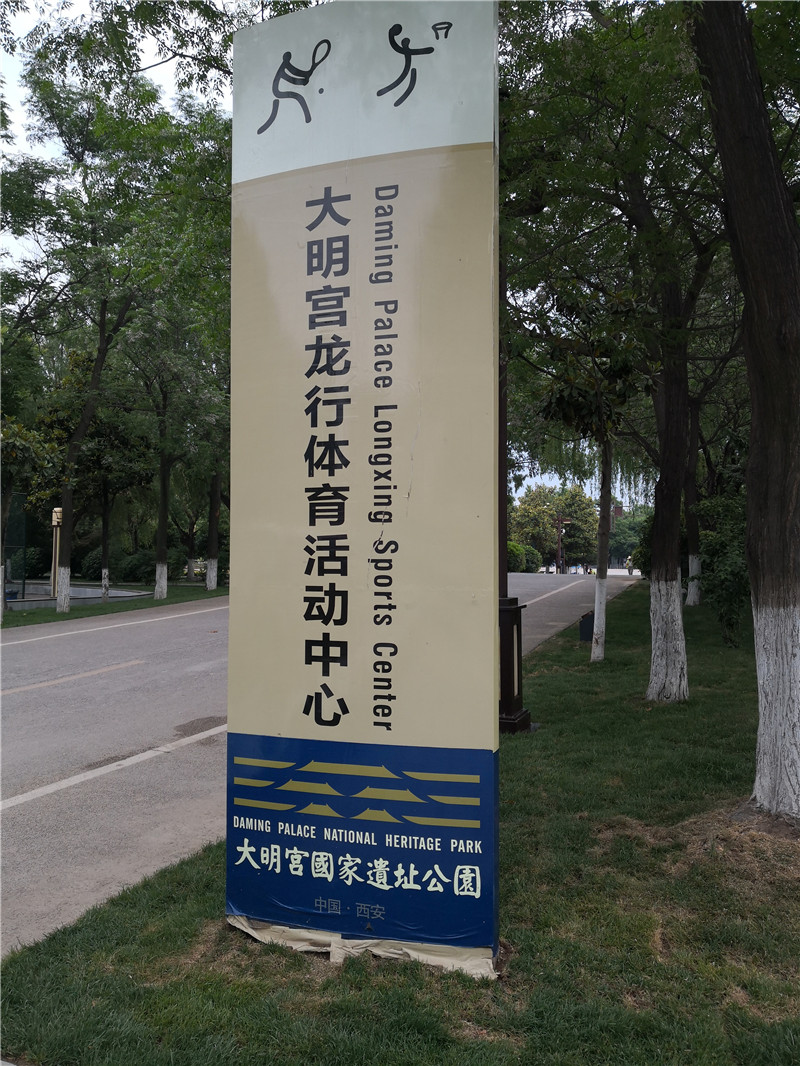 大明宫龙行体育活动中心
Daming Palace Longxing Sports Center
DAMING PALACE NATIONAL HERITAGE PARK
大明宫國家遺址公園
中国·西安